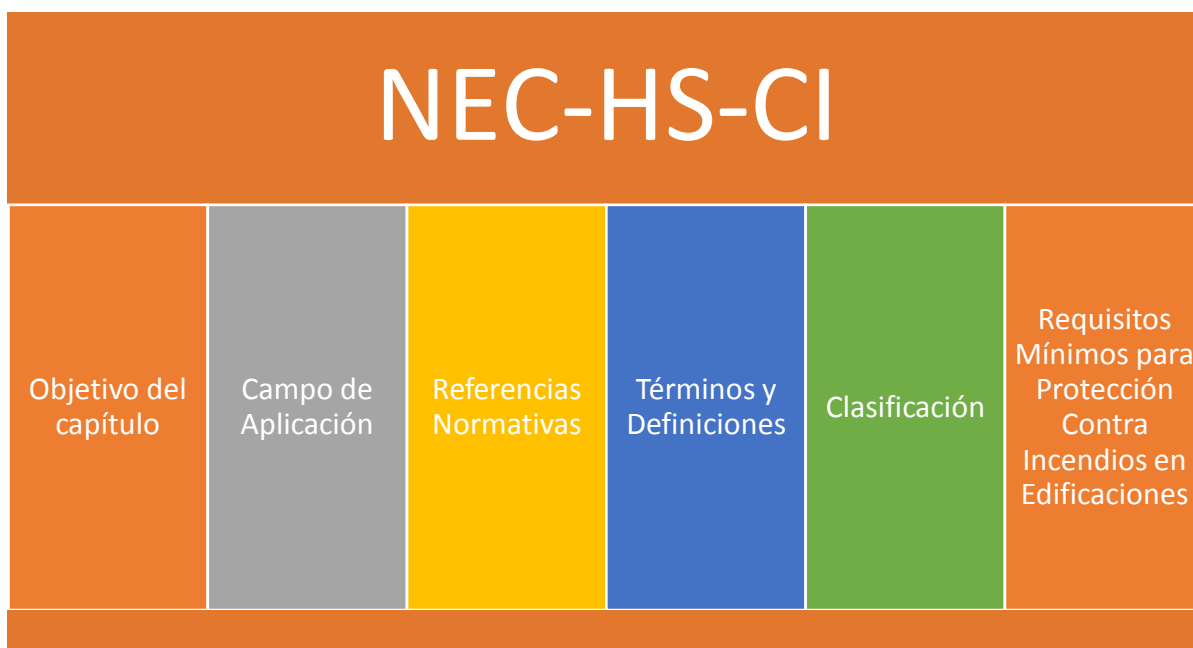 NEC-HS-CI
Objetivo del
capítulo
Campo de
Aplicación
Referencias
Normativas
Términos y
Definiciones
Clasificación
Requisitos
Mínimos para
Protección
Contra
Incendios en
Edificaciones